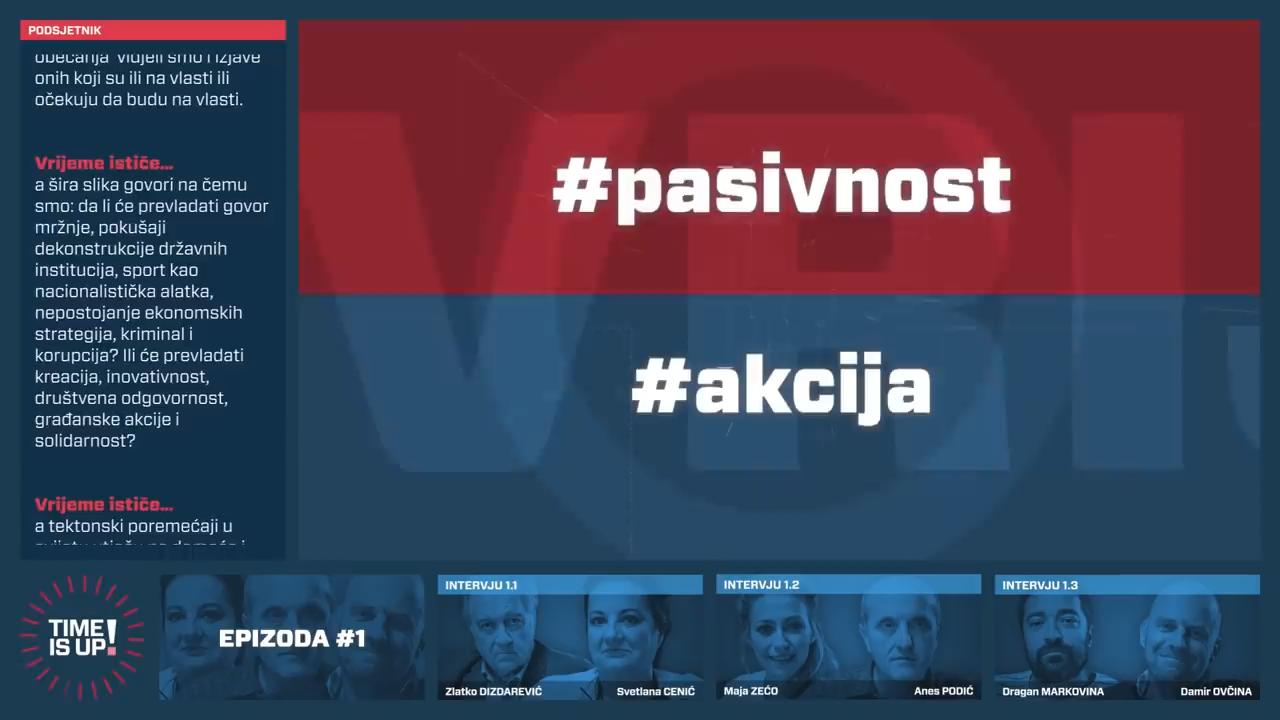 PODSJETNIK
obećanja vidjeli smo i izjave
onih koji su ili na vlasti ili
očekuju da budu na vlasti.
Vrijeme ističe...
a šira slika govori na čemu
smo: da li će prevladati govor
mržnje, pokušaji
dekonstrukcije državnih
institucija, sport kao
nacionalistička alatka,
nepostojanje ekonomskih
strategija, kriminal i
korupcija? Ili će prevladati
kreacija, inovativnost,
društvena odgovornost,
građanske akcije i
solidarnost?
Vrijeme ističe...
a tektonski poremećaji u
#pasivnost
#akcija
TIME
IS UP!
EPIZODA #1
INTERVJU 1.1
Zlatko DIZDAREVIĆ
Svetlana CENIĆ
INTERVJU 1.2
Maja ZEĆO
Anes PODIĆ
INTERVJU 1.3
Dragan MARKOVINA
Damir OVČINA